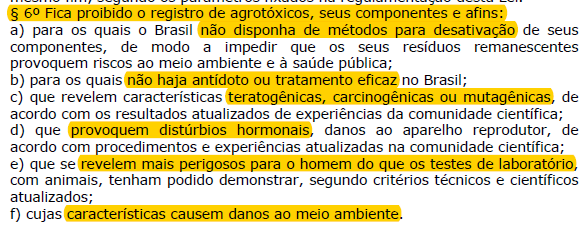 mesmo fim, segundo os parâmetros fixados na regulamentação desta Lei.
§ 6º Fica proibido o registro de agrotóxicos, seus componentes e afins:
a) para os quais o Brasil não disponha de métodos para desativação de seus
componentes, de modo a impedir que os seus resíduos remanescentes
provoquem riscos ao meio ambiente e à saúde pública;
b) para os quais não haja antídoto ou tratamento eficaz no Brasil;
c) que revelem características teratogênicas, carcinogênicas ou mutagênicas, de
acordo com os resultados atualizados de experiências da comunidade científica;
d) que provoquem distúrbios hormonais, danos ao aparelho reprodutor, de
acordo com procedimentos e experiências atualizadas na comunidade científica;
e) que se revelem mais perigosos para o homem do que os testes de laboratório,
com animais, tenham podido demonstrar, segundo critérios técnicos e científicos
atualizados;
f) cujas características causem danos ao meio ambiente.